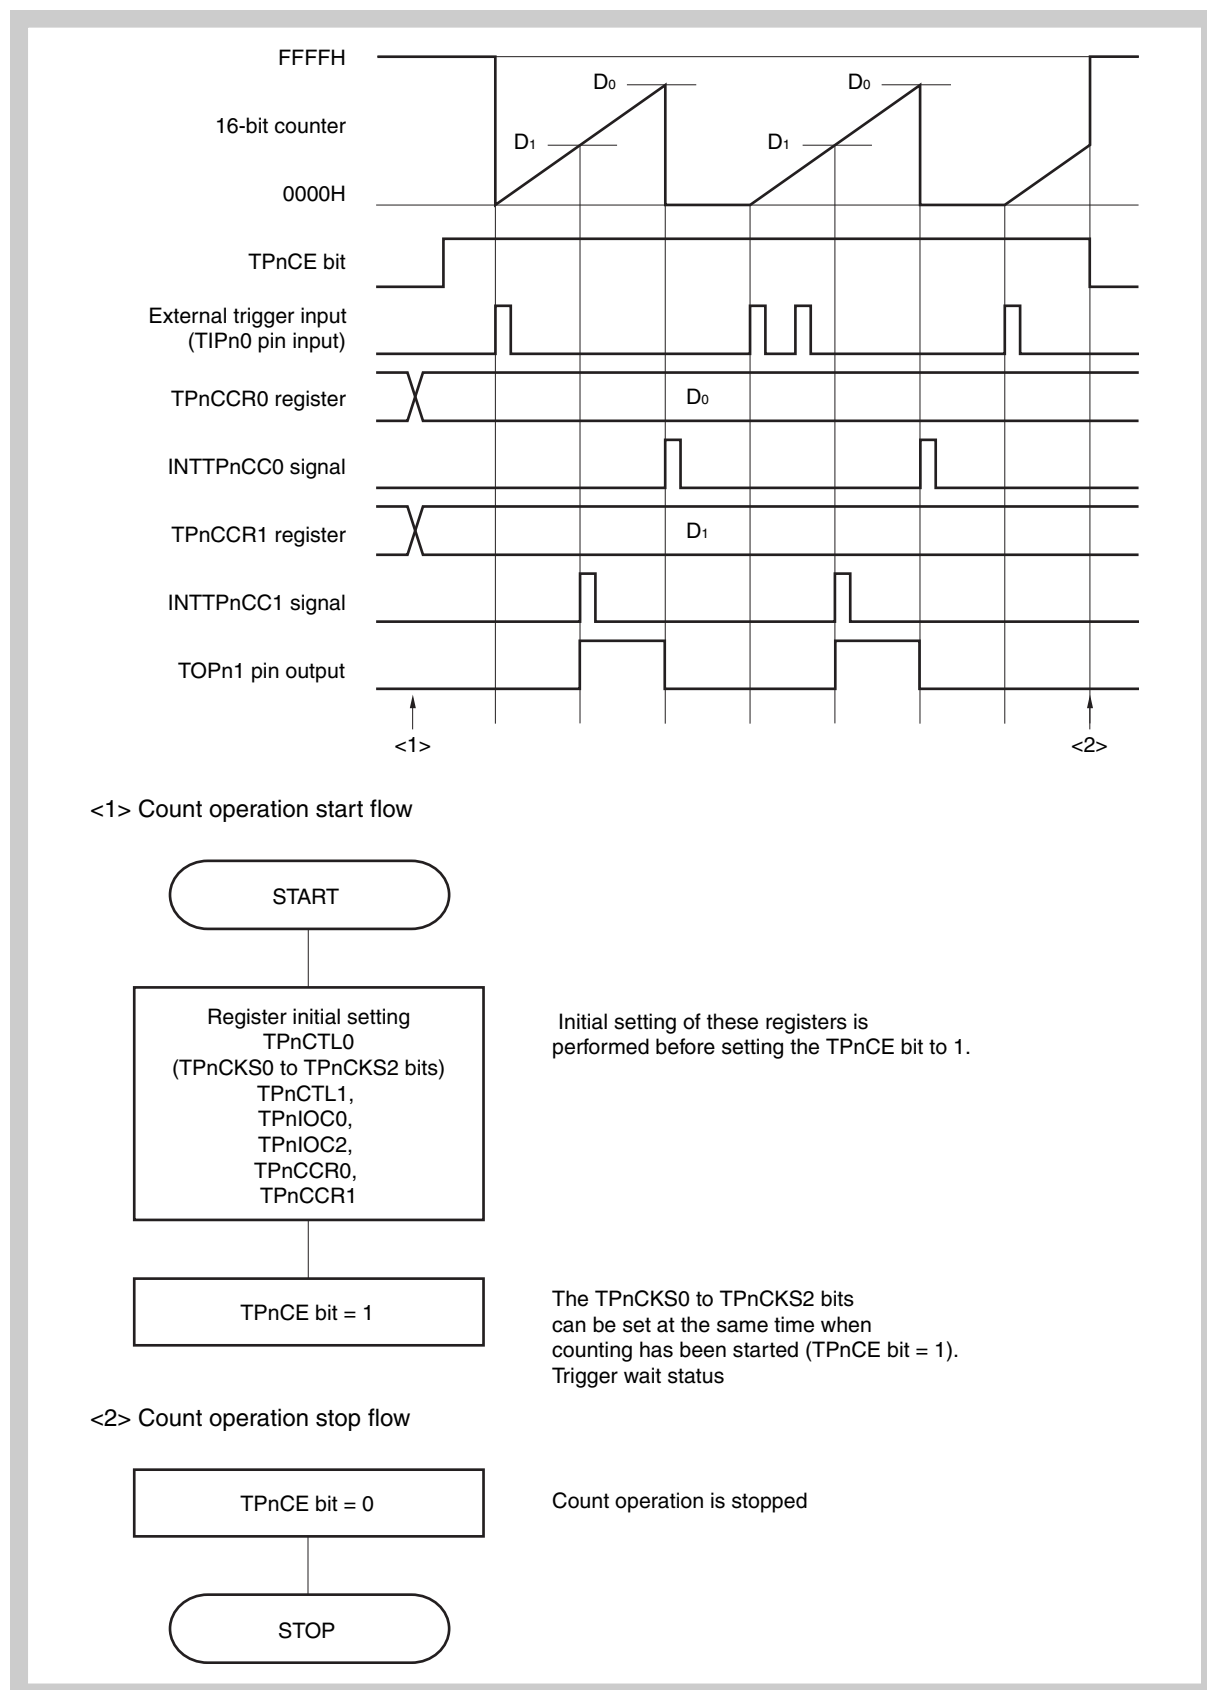 FFFFH
D0
D0
16-bit counter
D1
D1
0000H
TPnCE bit
External trigger input
(TIPn0 pin input)
TPnCCR0 register
D0
INTTPnCC0 signal
TPnCCR1 register
D1
INTTPnCC1 signal
TOPn1 pin output
<1>
<2>
<1> Count operation start flow
START
Register initial setting
TPnCTL0
(TPnCKS0 to TPnCKS2 bits)
TPnCTL1,
TPnIOC0,
TPnIOC2,
TPnCCR0,
TPnCCR1
Initial setting of these registers is
performed before setting the TPnCE bit to 1.
TPnCE bit = 1
The TPnCKS0 to TPnCKS2 bits
can be set at the same time when
counting has been started (TPnCE bit = 1).
Trigger wait status
<2> Count operation stop flow
TPnCE bit = 0
Count operation is stopped
STOP